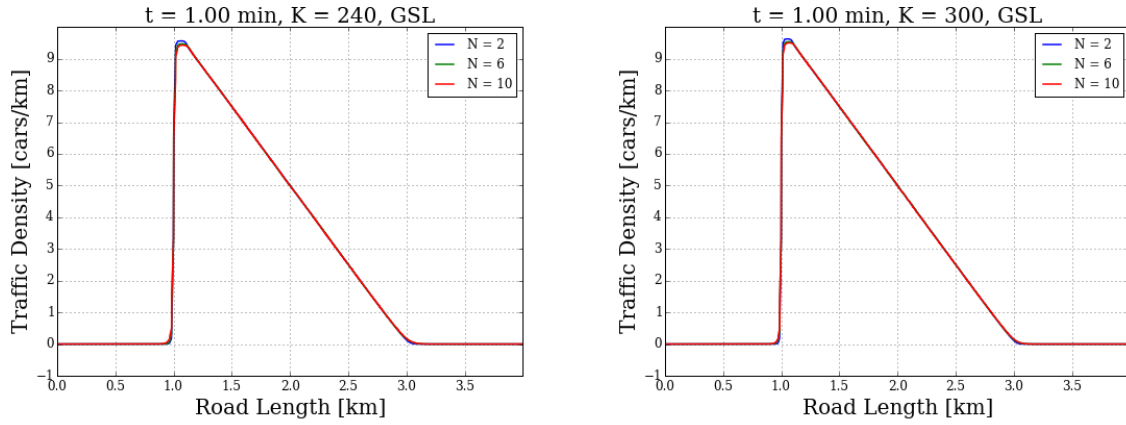 t = 1.00 min, K = 240, GSL
Traffic Density [cars/km]
9
8
7
6
5
4
3
2
1
0
−1
N = 2
N = 6
N = 10
0.0 0.5 1.0 1.5 2.0 2.5 3.0 3.5
Road Length [km]
t = 1.00 min, K = 300, GSL
Traffic Density [cars/km]
9
8
7
6
5
4
3
2
1
0
−1
N = 2
N = 6
N = 10
0.0 0.5 1.0 1.5 2.0 2.5 3.0 3.5
Road Length [km]